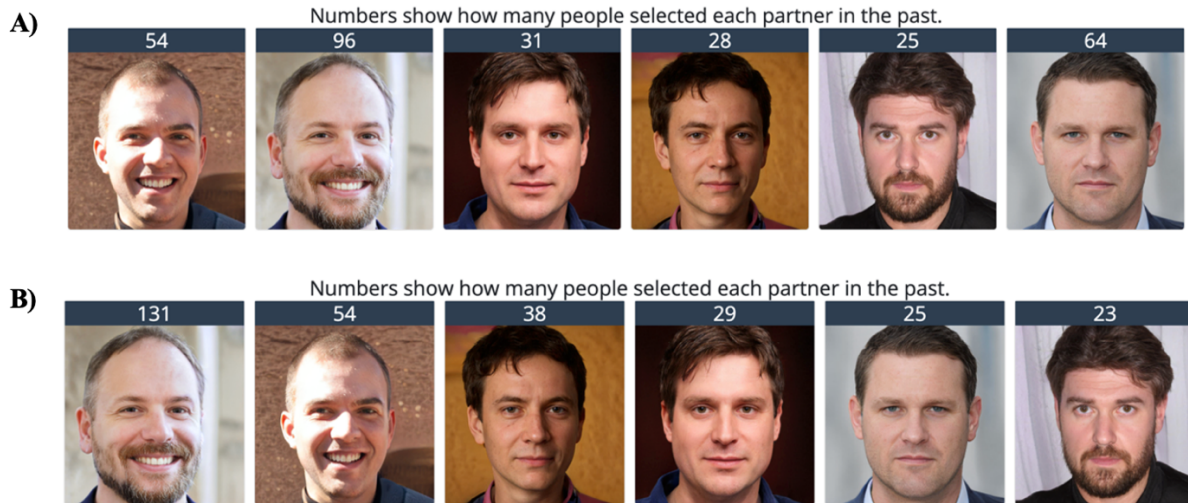 A)
Numbers show how many people selected each partner in the past.
54 96 31 28 25 64
B)
Numbers show how many people selected each partner in the past.
131 54 38 29 25 23